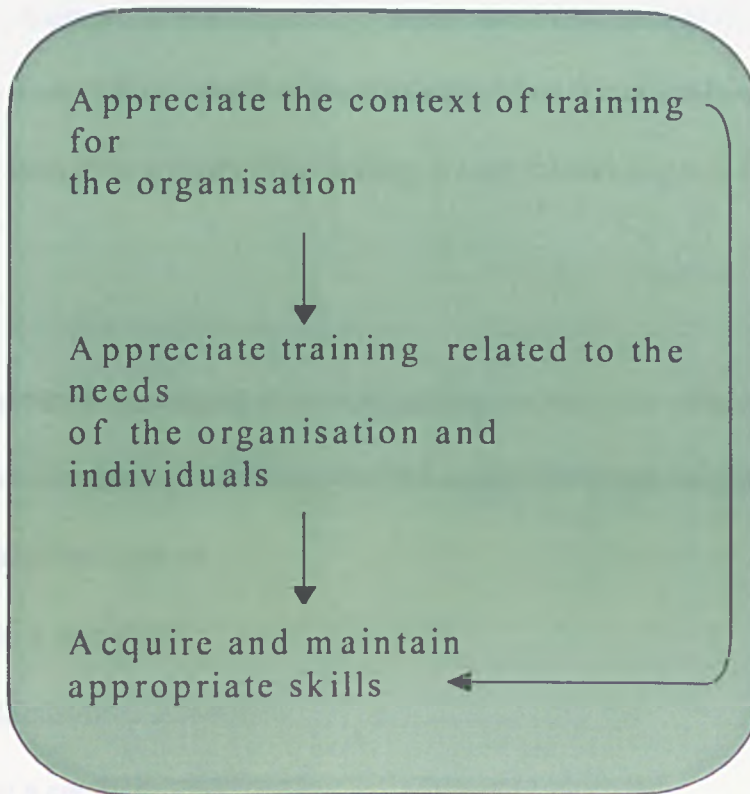 Appreciate the context of training
for
the organisation
Appreciate training related to the
needs
of the organisation and
individuals
Acquire and maintain
appropriate skills